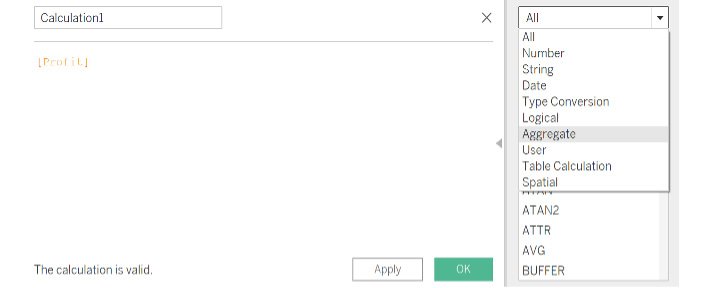 Calculation1
[Profit]
The calculation is valid.
Apply
OK
All
All
Number
String
Date
Type Conversion
Logical
Aggregate
User
Table Calculation
Spatial
ATAN
ATAN2
ATTR
AVG
BUFFER